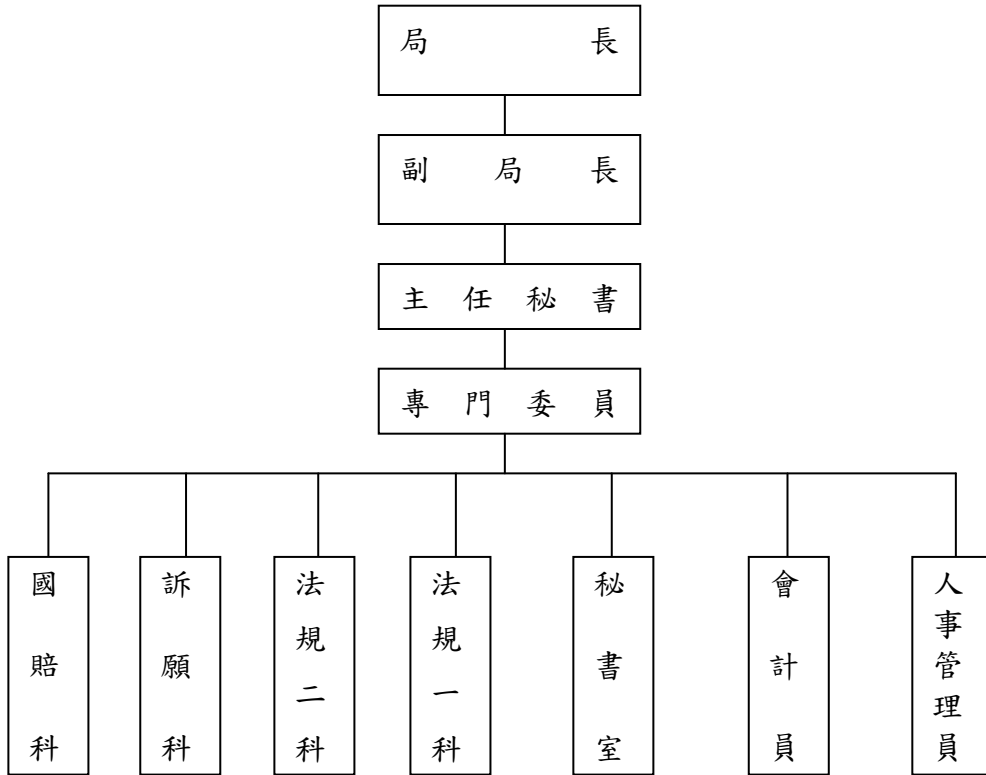 局長
副局長
主任秘書
專門委員
國賠科
訴願科
法規二科
法規一科
秘書室
會計員
人事管理員